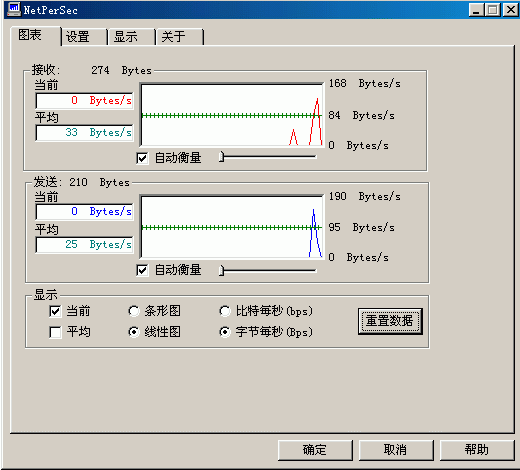 NetPerSec
图表 设置 显示 关于
接收: 274 Bytes
当前
0 Bytes/s
平均
33 Bytes/s
168 Bytes/s
84 Bytes/s
0 Bytes/s
自动衡量
发送: 210 Bytes
当前
0 Bytes/s
平均
25 Bytes/s
190 Bytes/s
95 Bytes/s
0 Bytes/s
自动衡量
显示
当前 条形图 比特每秒(bps)
平均 线性图 字节每秒(Bps)
重置数据
确定 取消 帮助